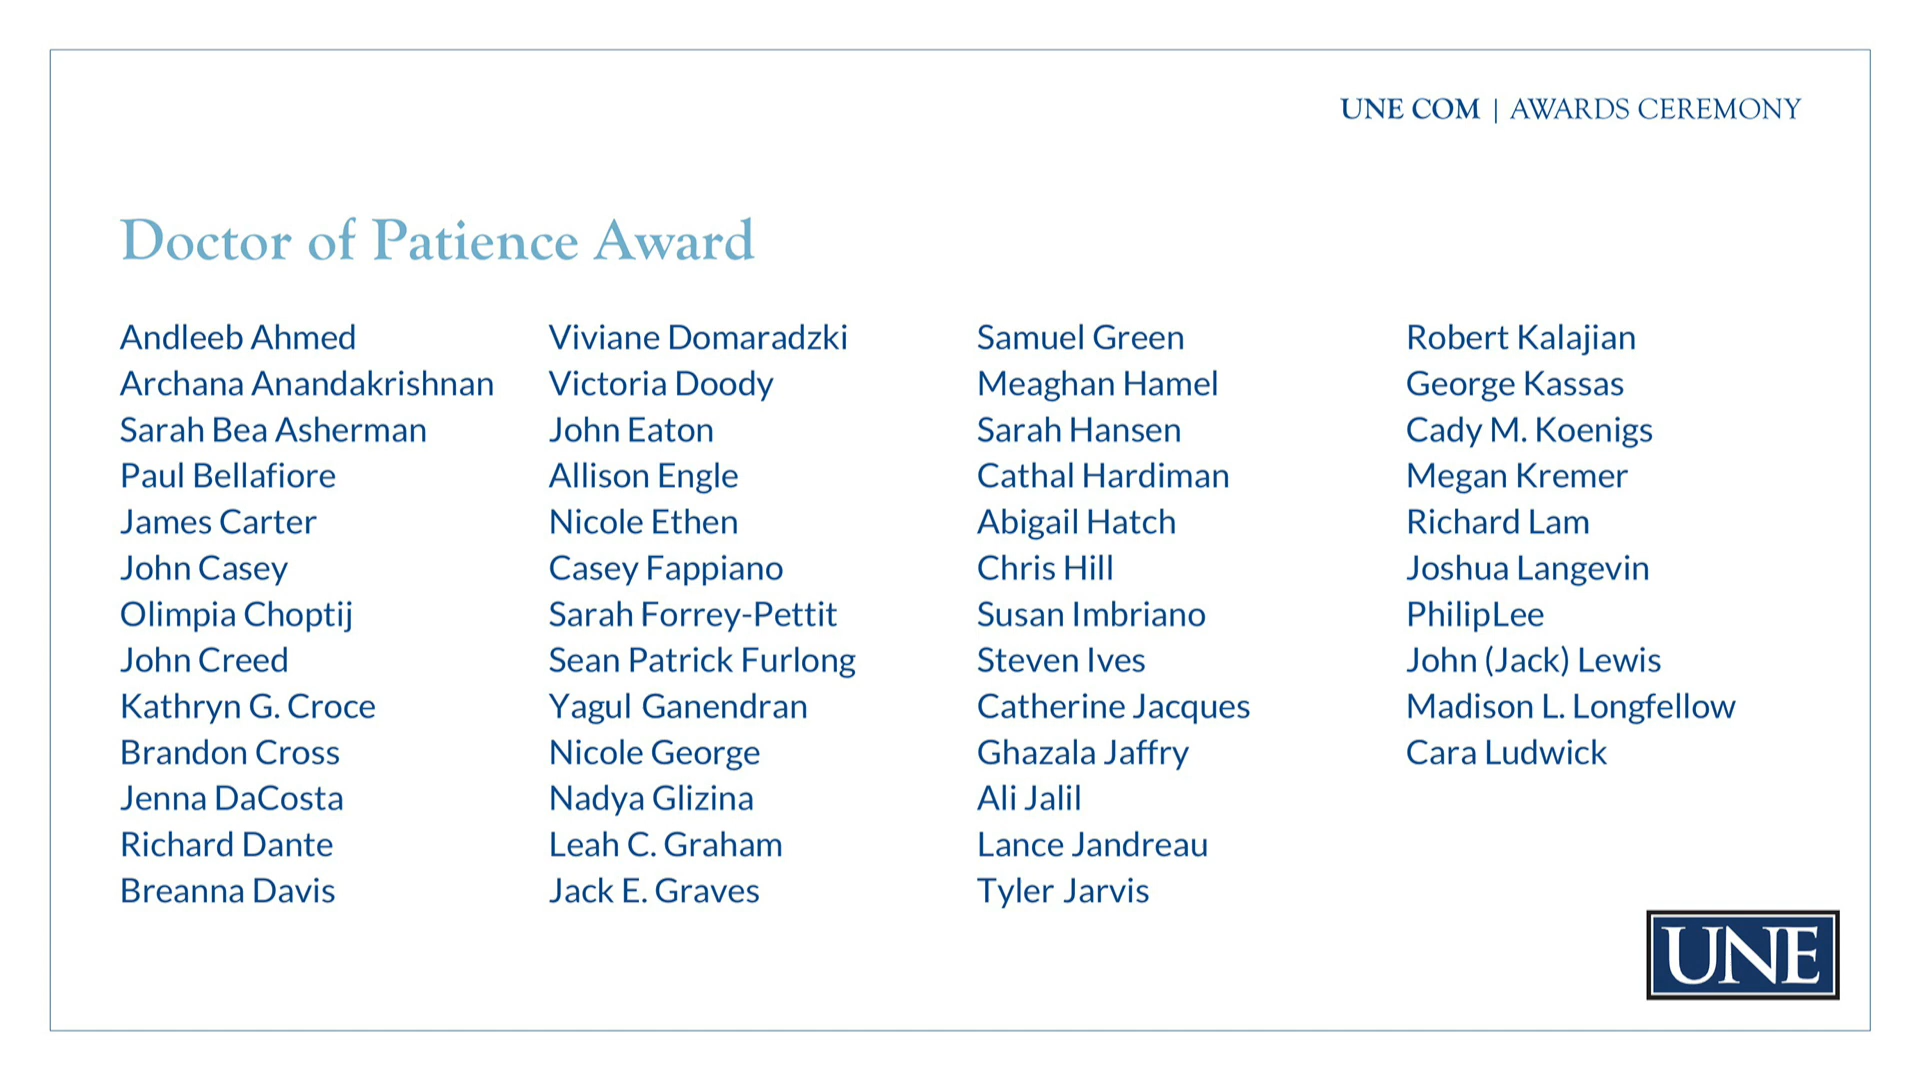 UNE COM | AWARDS CEREMONY
Doctor of Patience Award
Andleeb Ahmed
Archana Anandakrishnan
Sarah Bea Asherman
Paul Bellafiore
James Carter
John Casey
Olimpia Choptij
John Creed
Kathryn G. Croce
Brandon Cross
Jenna DaCosta
Richard Dante
Breanna Davis
Viviane Domaradzki
Victoria Doody
John Eaton
Allison Engle
Nicole Ethen
Casey Fappiano
Sarah Forrey-Pettit
Sean Patrick Furlong
Yagul Ganendran
Nicole George
Nadya Glizina
Leah C. Graham
Jack E. Graves
Samuel Green
Meaghan Hamel
Sarah Hansen
Cathal Hardiman
Abigail Hatch
Chris Hill
Susan Imbriano
Steven Ives
Catherine Jacques
Ghazala Jaffry
Ali Jalil
Lance Jandreau
Tyler Jarvis
Robert Kalajian
George Kassas
Cady M. Koenigs
Megan Kremer
Richard Lam
Joshua Langevin
PhilipLee
John (Jack) Lewis
Madison L. Longfellow
Cara Ludwick
UNE